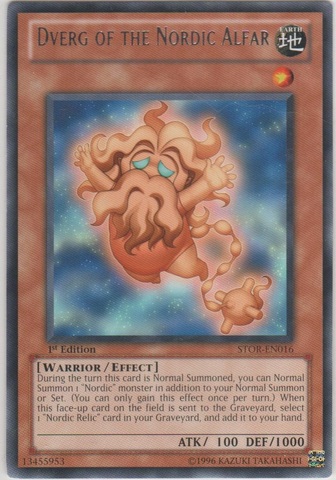 DVERG OF THE NORDIC ALFAR
EARTH
地
1st Edition
STOR-EN016
[WARRIOR/EFFECT]
During the turn this card is Normal Summoned, you can Normal
Summon 1 "Nordic" monster in addition to your Normal Summon
or Set. (You can only gain this effect once per turn.) When
this face-up card on the field is sent to the Graveyard, select
1 "Nordic Relic" card in your Graveyard, and add it to your hand.
ATK/ 100 DEF/1000
13455953
©1996 KAZUKI TAKAHASHI